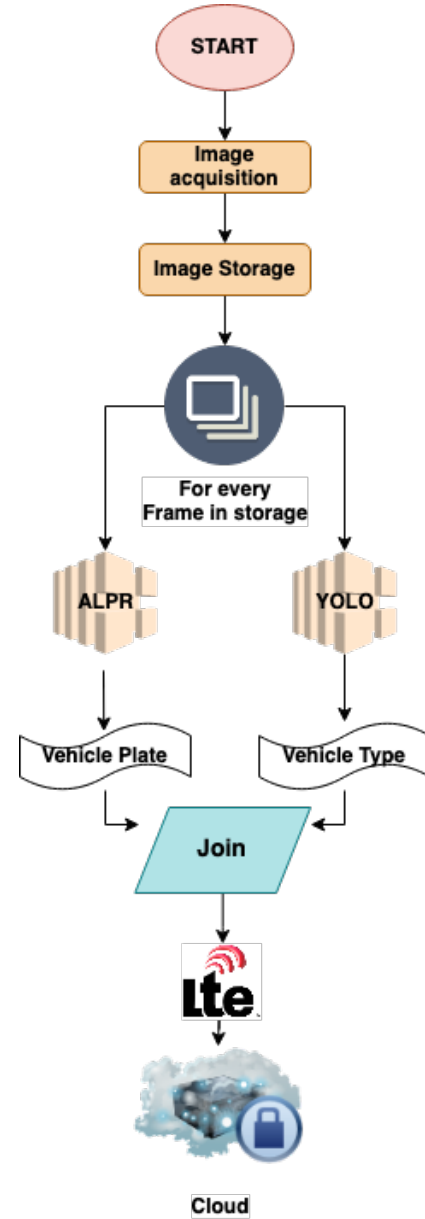 START
Image
acquisition
Image Storage
For every
Frame in storage
ALPR
YOLO
Vehicle Plate
Vehicle Type
Join
Lte
Cloud